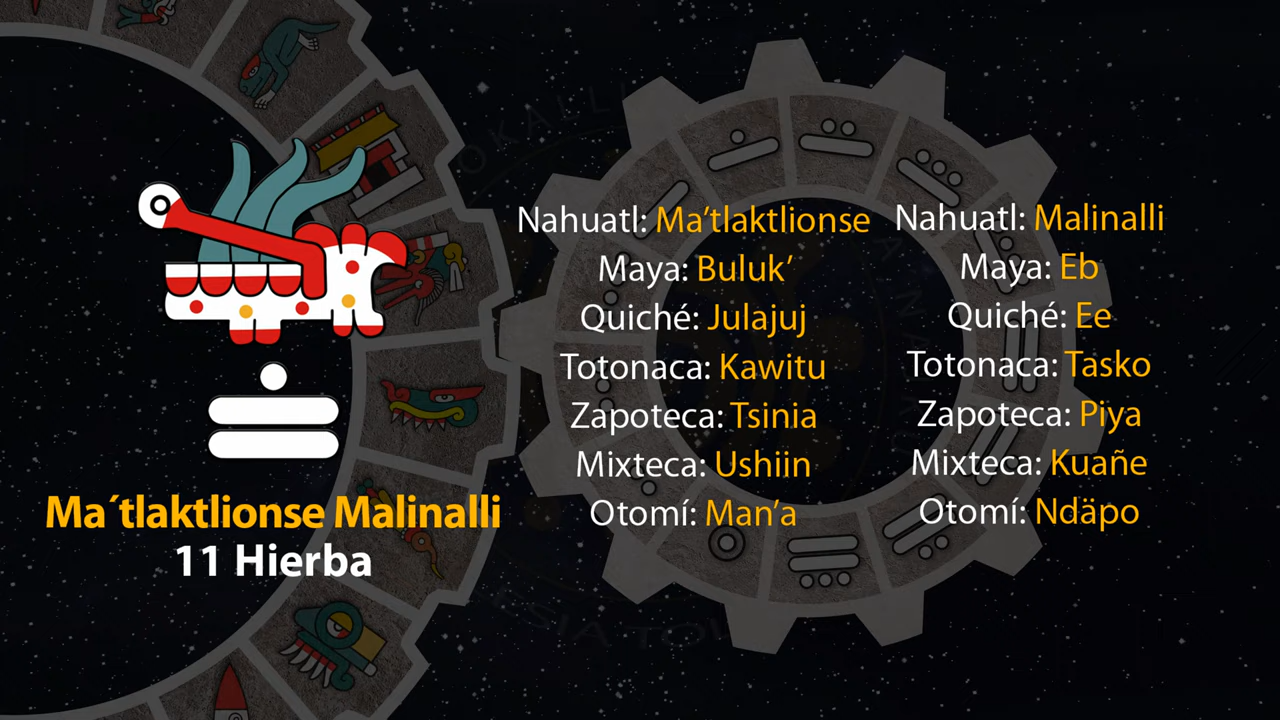 Nahuatl: Ma’tlaktlionse
Maya: Buluk’
Quiché: Julajuj
Totonaca: Kawitu
Zapoteca: Tsinia
Mixteca: Ushiin
Otomí: Man’a
Nahuatl: Malinalli
Maya: Eb
Quiché: Ee
Totonaca: Tasko
Zapoteca: Piya
Mixteca: Kuañe
Otomí: Ndäpo
Ma´tlaktlionse Malinalli
11 Hierba